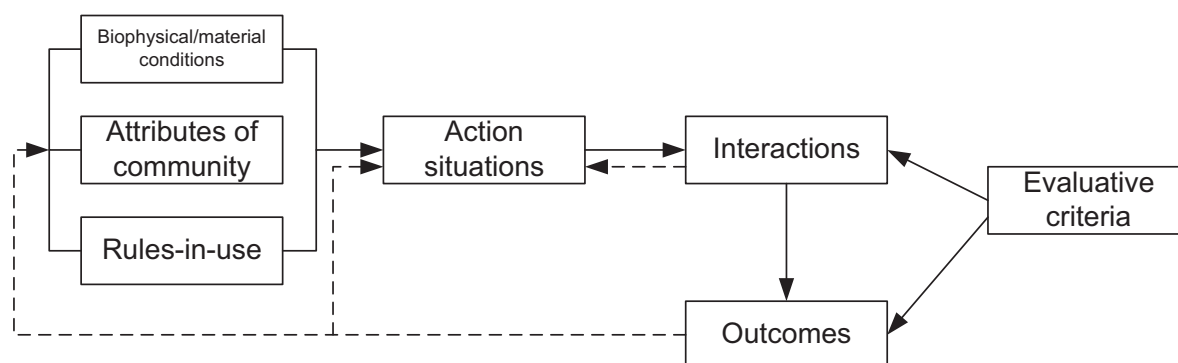 Biophysical/material
conditions
Attributes of
community
Rules-in-use
Action
situations
Interactions
Outcomes
Evaluative
criteria